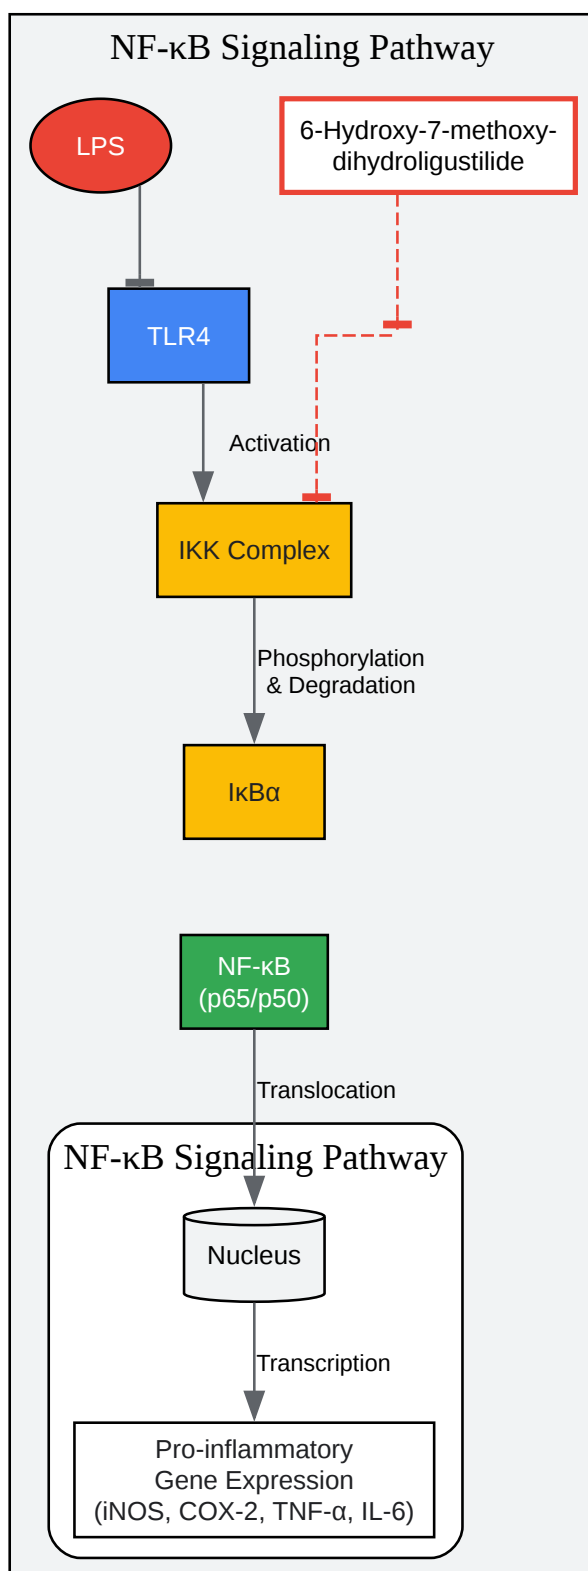 NF-κB Signaling Pathway
LPS
6-Hydroxy-7-methoxy-
dihydroligustilide
TLR4
Activation
IKK Complex
Phosphorylation
& Degradation
IκBα
NF-κB
(p65/p50)
Translocation
NF-κB Signaling Pathway
Nucleus
Transcription
Pro-inflammatory
Gene Expression
(iNOS, COX-2, TNF-α, IL-6)